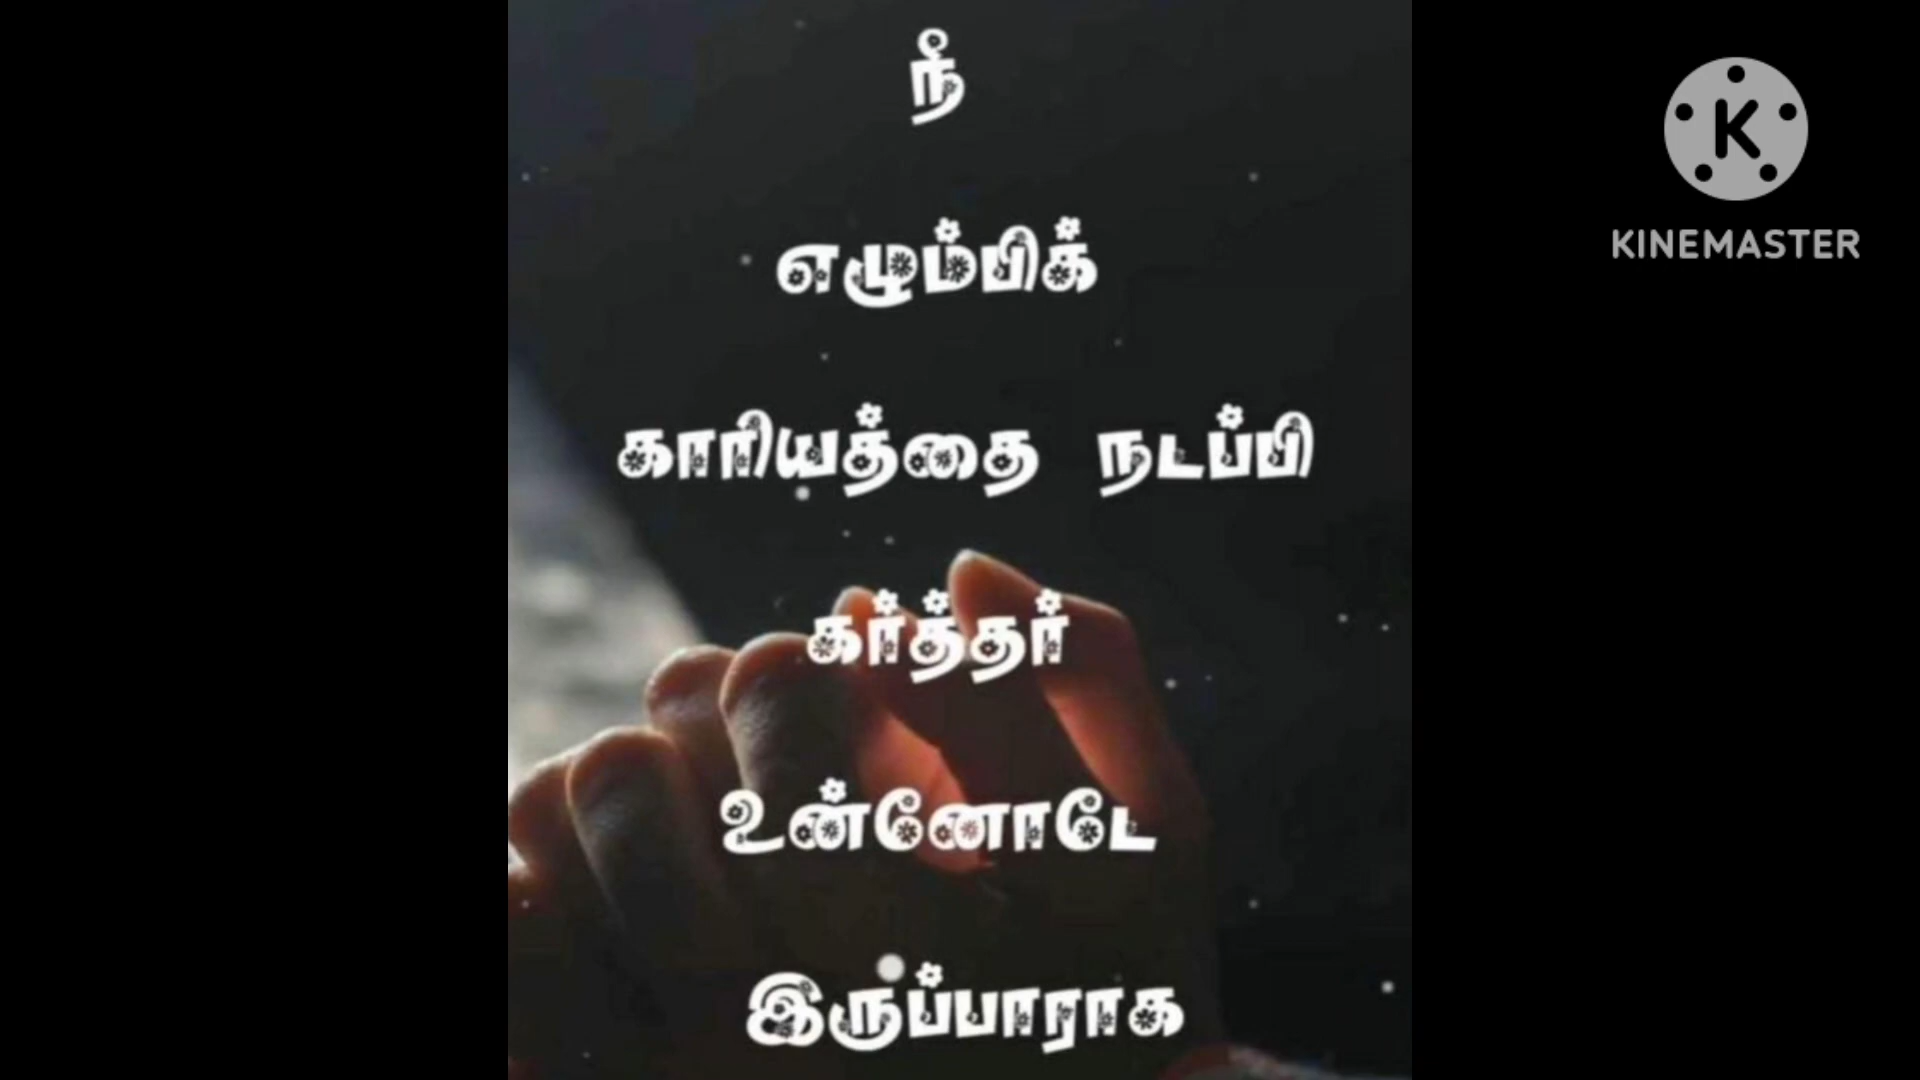 நீ
எழும்பிக்
காரியத்தை நடப்பி
கர்த்தர்
உன்னோடே
இருப்பாராக
KINEMASTER